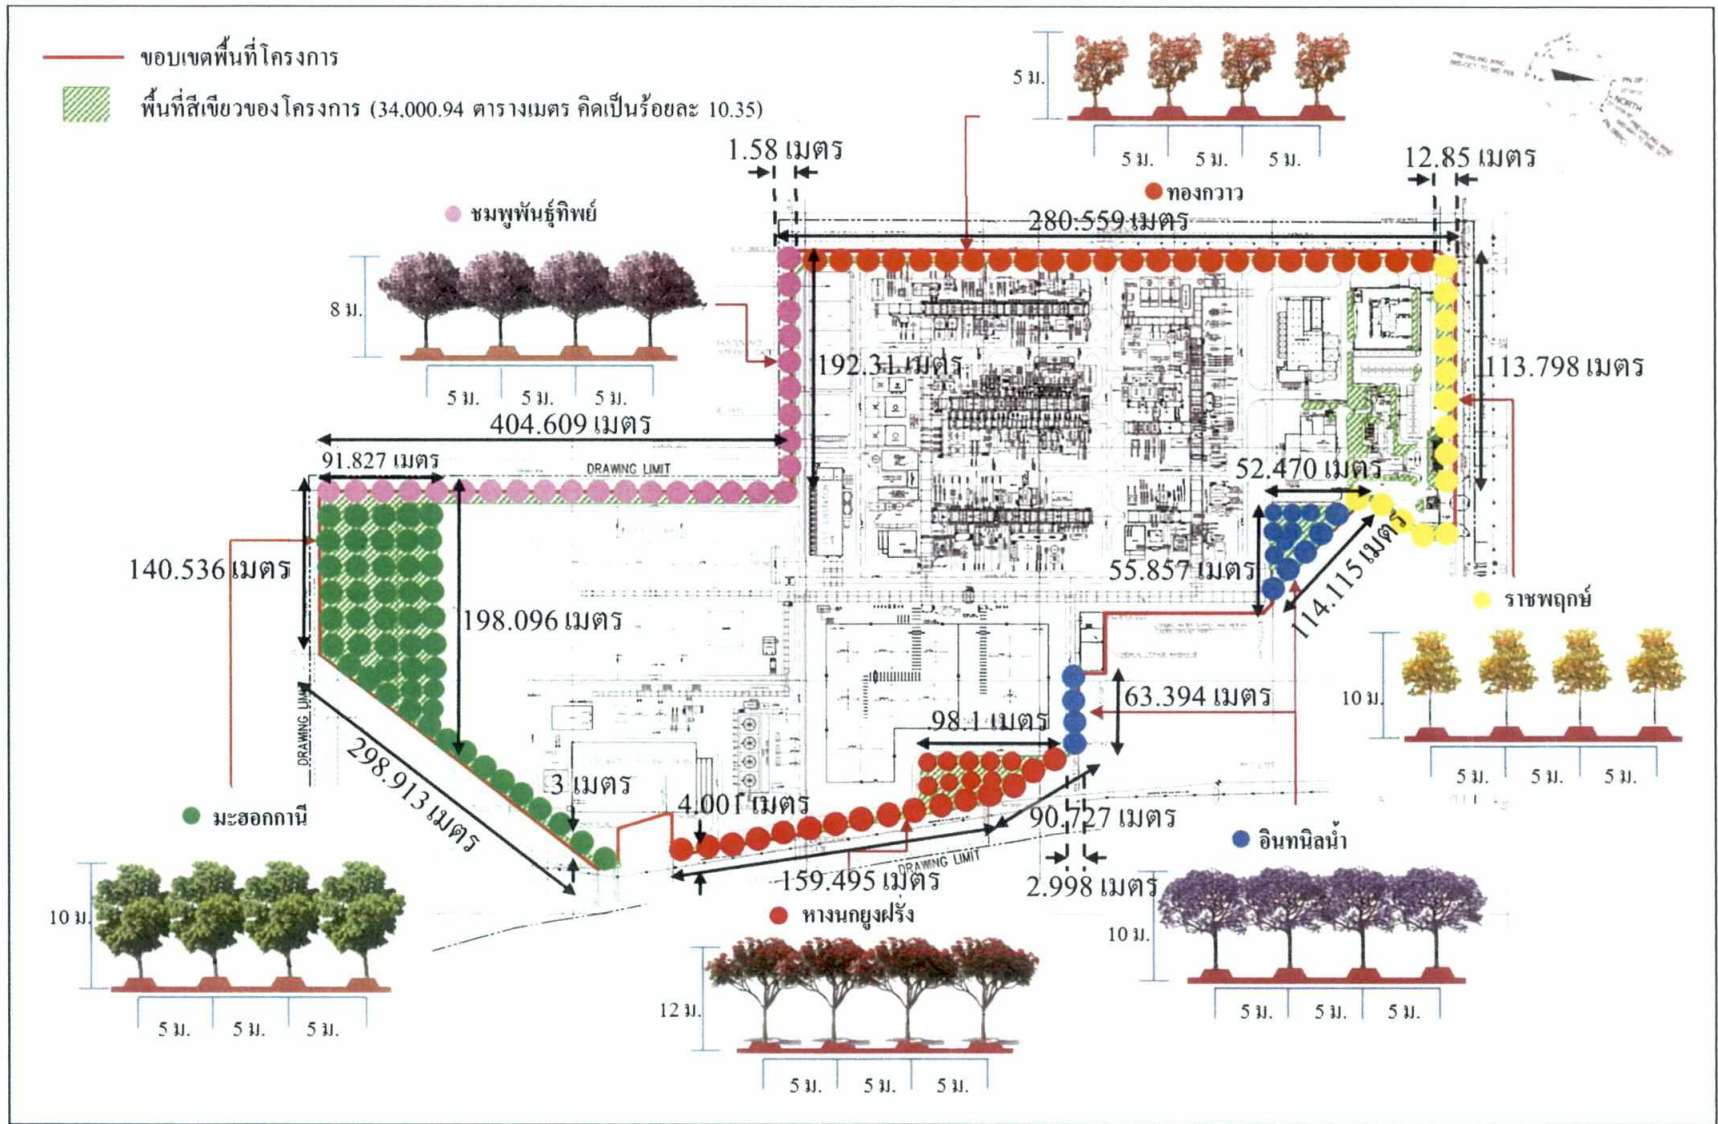 ขอบเขตพื้นที่โครงการ
พื้นที่สีเขียวของโครงการ (34,000.94 ตารางเมตร คิดเป็นร้อยละ 10.35)
5 ม.
5 ม. 5 ม. 5 ม.
NORTH
1.58 เมตร
12.85 เมตร
ทองกวาว
280.559 เมตร
ชมพูพันธุ์ทิพย์
8 ม.
5 ม. 5 ม. 5 ม.
192.31 เมตร
113.798 เมตร
404.609 เมตร
91.827 เมตร
DRAWING LIMIT
52.470 เมตร
140.536 เมตร
198.096 เมตร
55.857 เมตร
114.115 เมตร
ราชพฤกษ์
10 ม.
5 ม. 5 ม. 5 ม.
DRAWING LIMIT
63.394 เมตร
98.1 เมตร
298.913 เมตร
3 เมตร
4.001 เมตร
90.727 เมตร
มะฮอกกานี
10 ม.
5 ม. 5 ม. 5 ม.
DRAWING LIMIT
159.495 เมตร
2.998 เมตร
อินทนิลน้ำ
10 ม.
5 ม. 5 ม. 5 ม.
หางนกยูงฝรั่ง
12 ม.
5 ม. 5 ม. 5 ม.